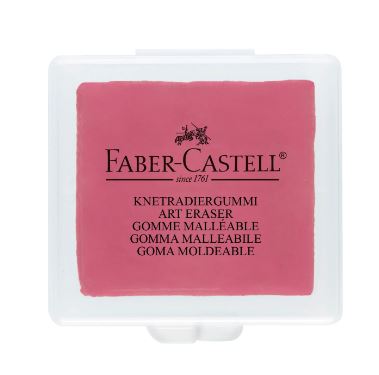 FABER-CASTELL®
since 1761
KNETRADIERGUMMI
ART ERASER
GOMME MALLÉABLE
GOMMA MALLEABILE
GOMA MOLDEABLE